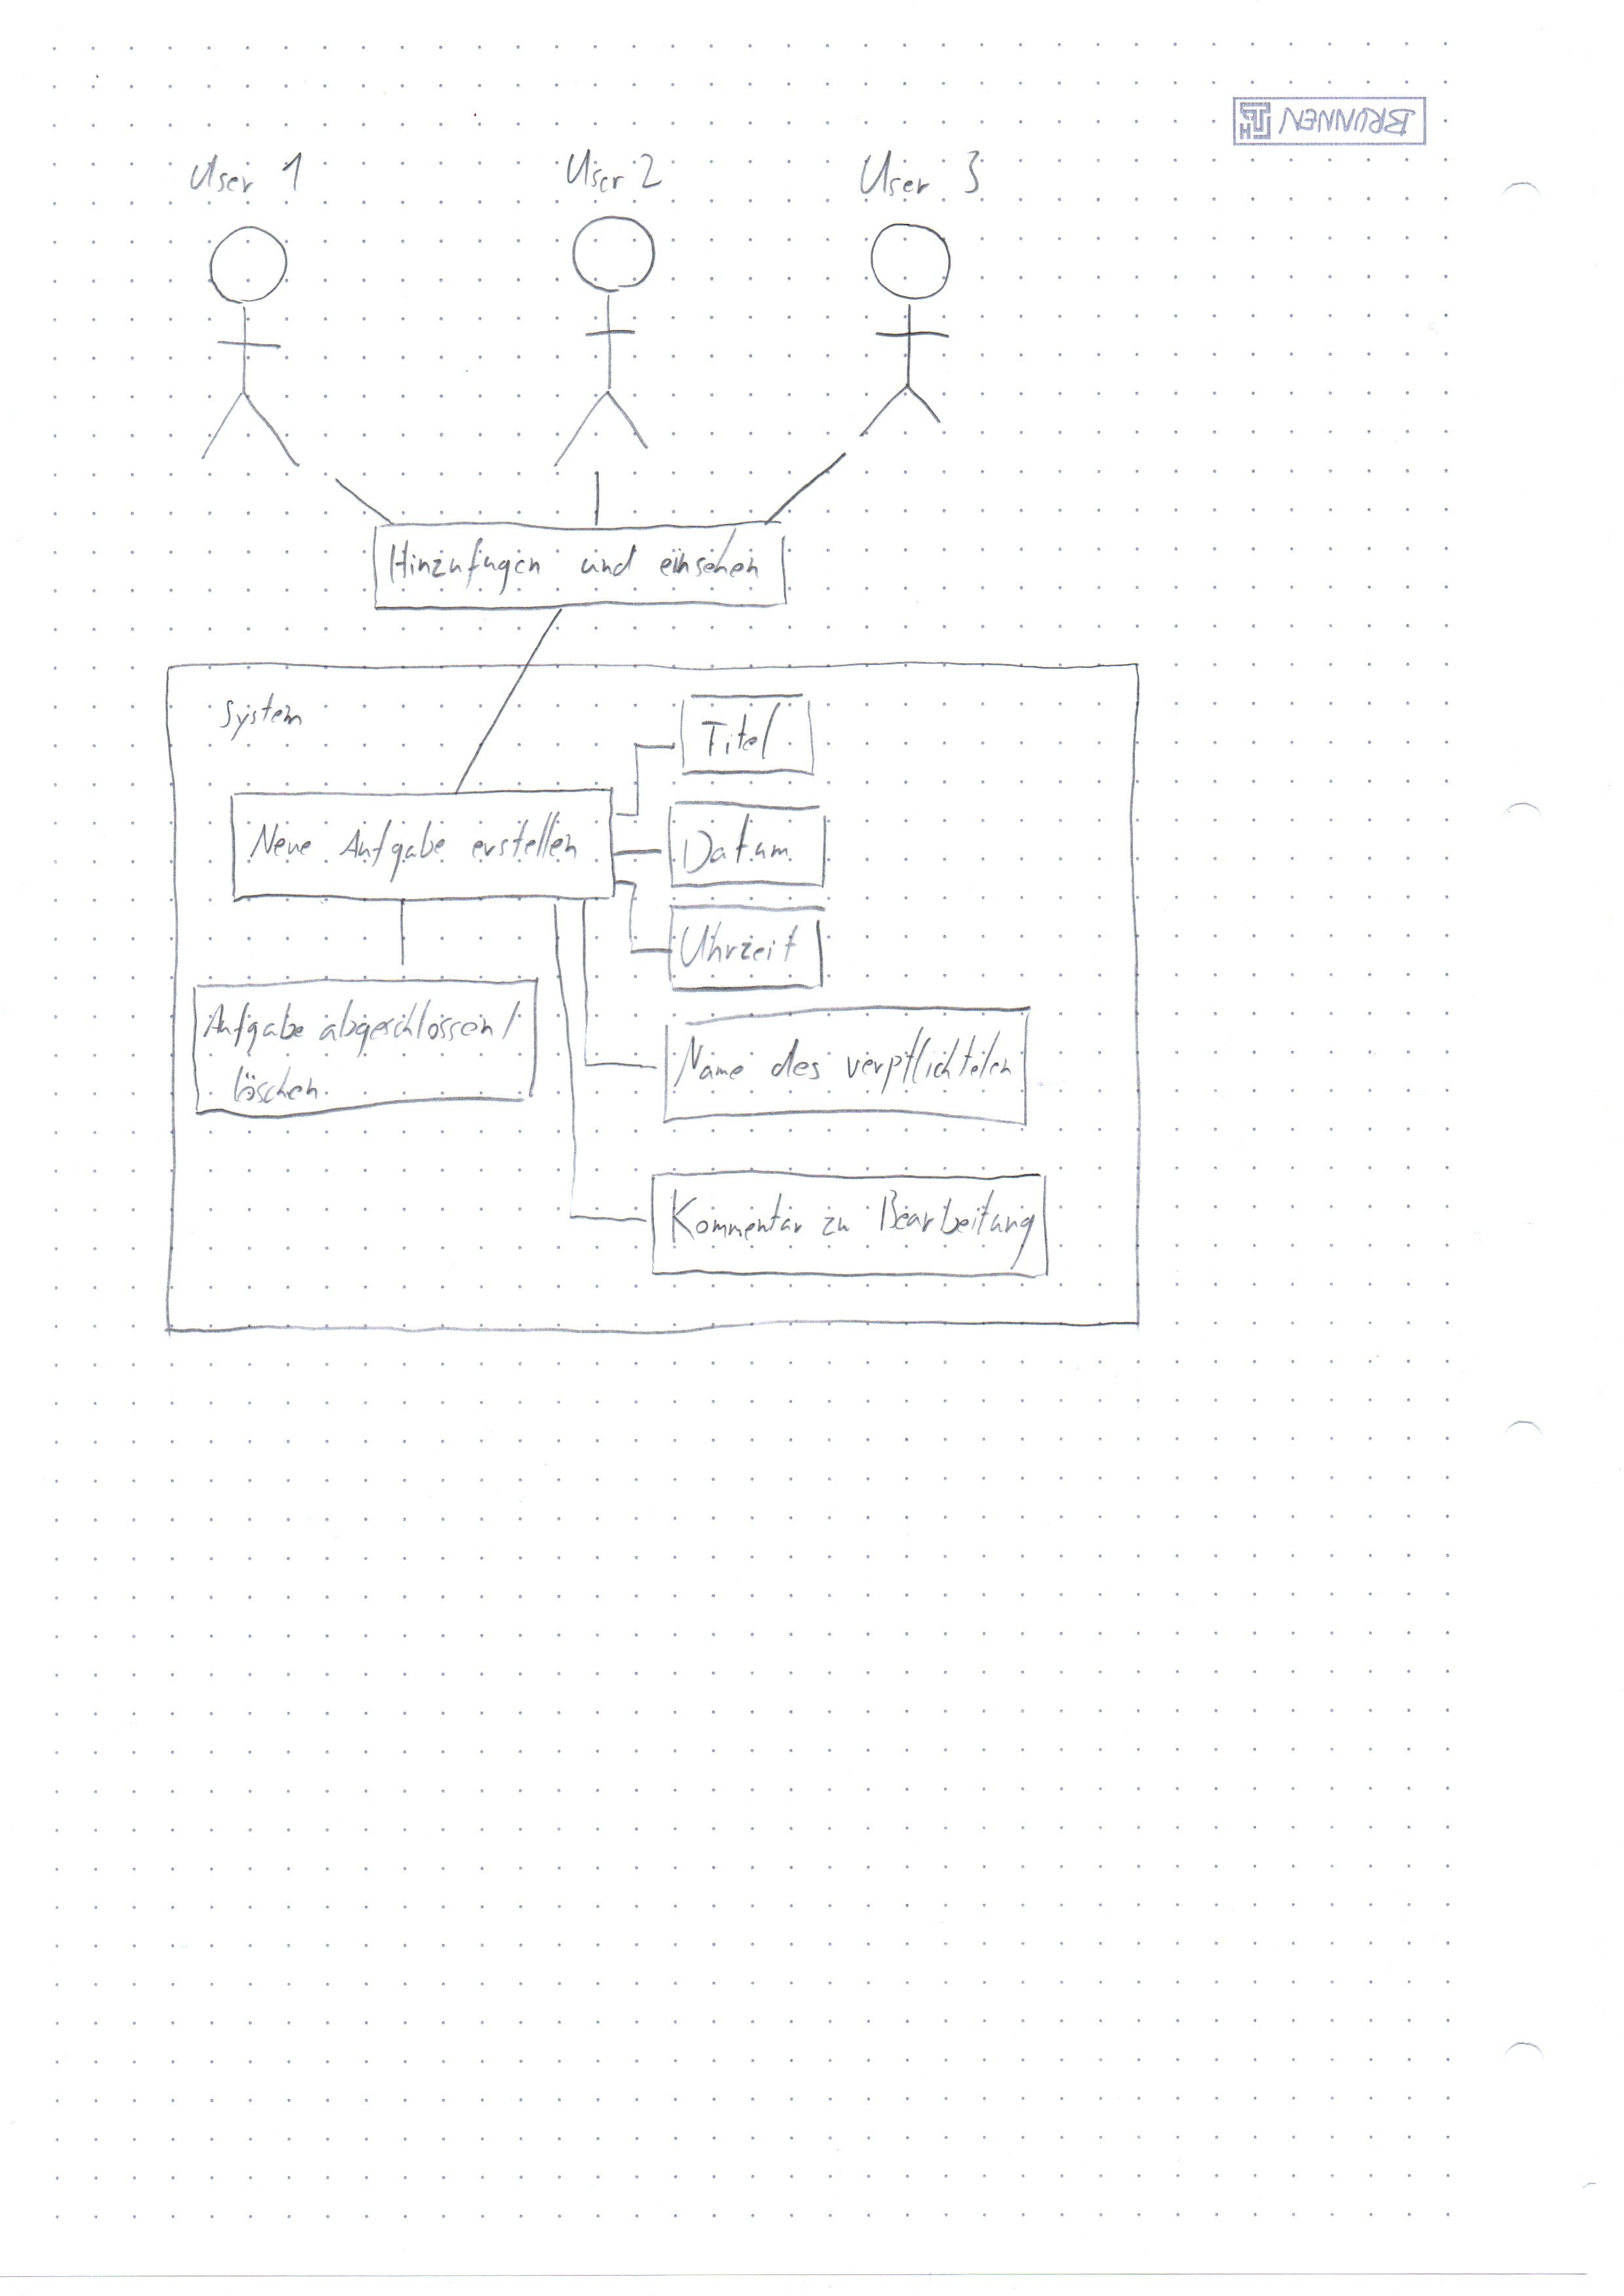 BRUNNEN
User 1
User 2
User 3
Hinzufugen und einsehen
System
Titel
Neue Aufgabe erstellen
Datum
Uhrzeit
Aufgabe abgeschlossen/
löschen
Name des verpflichteten
Kommentar zu Bearbeitung